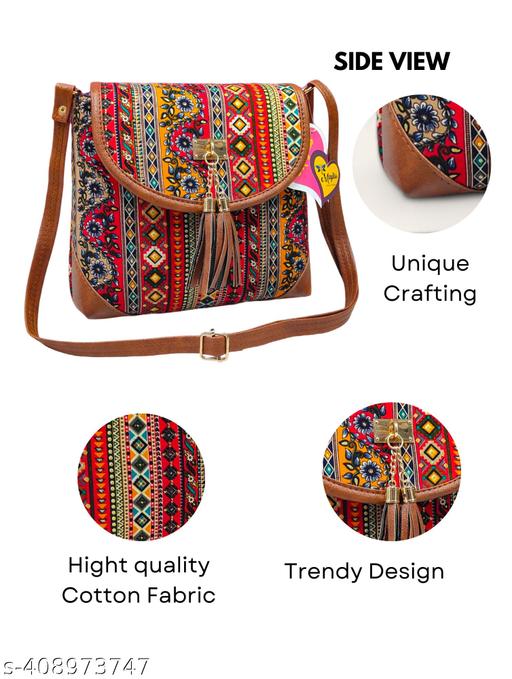 SIDE VIEW
Unique
Crafting
Hight quality
Cotton Fabric
Trendy Design
s-408973747